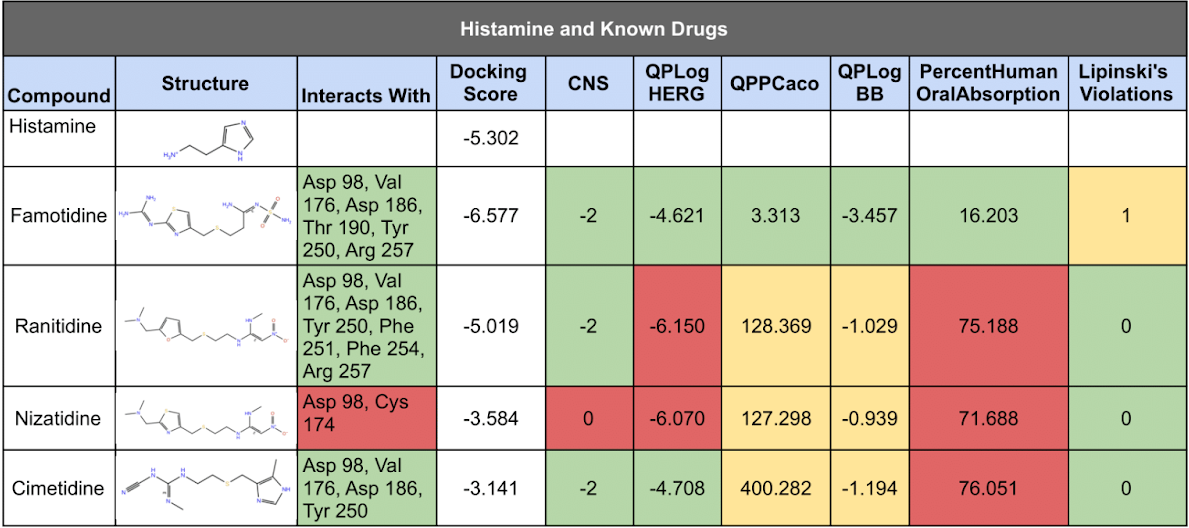 Histamine and Known Drugs
Compound
Structure
Interacts With
Docking
Score
CNS
QPLog
HERG
QPPCaco
QPLog
BB
PercentHuman
OralAbsorption
Lipinski's
Violations
Histamine
N
NH
H₃N⁺
-5.302
Famotidine
Asp 98, Val
176, Asp 186,
Thr 190, Tyr
250, Arg 257
-6.577
-2
-4.621
3.313
-3.457
16.203
1
Ranitidine
Asp 98, Val
176, Asp 186,
Tyr 250, Phe
251, Phe 254,
Arg 257
-5.019
-2
-6.150
128.369
-1.029
75.188
0
Nizatidine
Asp 98, Cys
174
-3.584
0
-6.070
127.298
-0.939
71.688
0
Cimetidine
Asp 98, Val
176, Asp 186,
Tyr 250
-3.141
-2
-4.708
400.282
-1.194
76.051
0